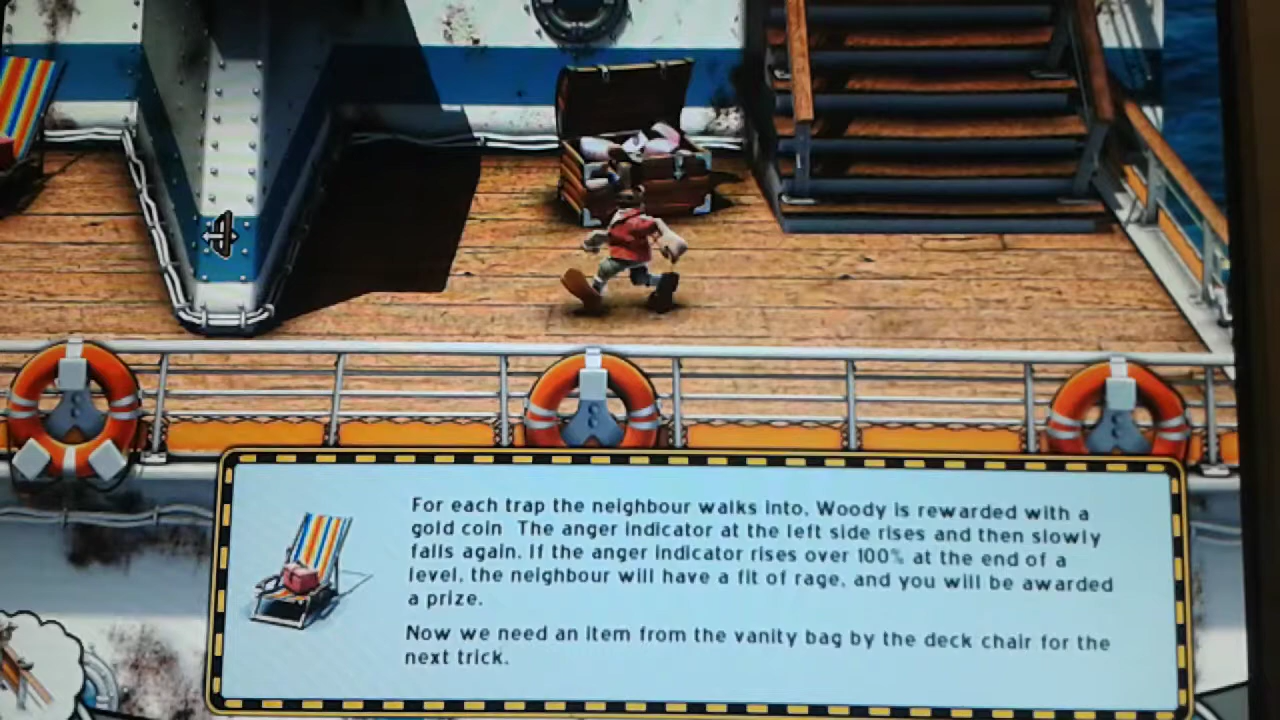 For each trap the neighbour walks into, Woody is rewarded with a
gold coin The anger indicator at the left side rises and then slowly
falls again. If the anger indicator rises over 100% at the end of a
level, the neighbour will have a fit of rage, and you will be awarded
a prize.
Now we need an item from the vanity bag by the deck chair for the
next trick.